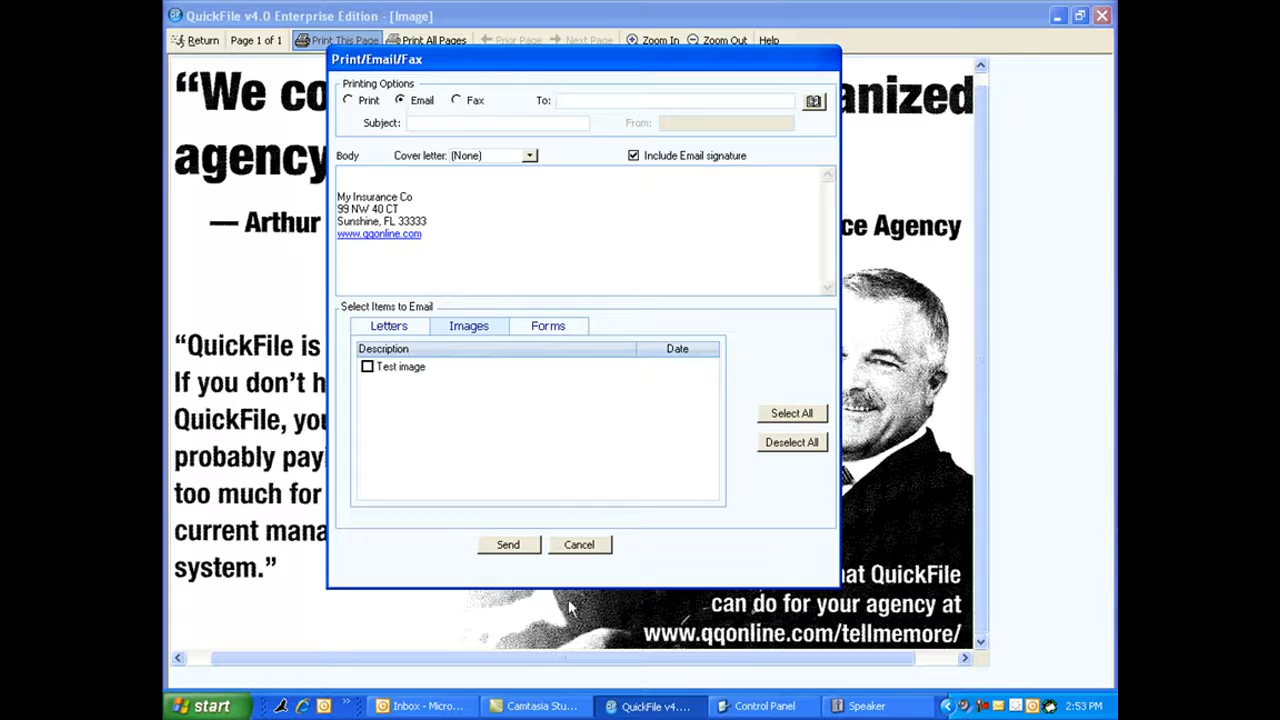 QuickFile v4.0 Enterprise Edition - [Image]
Return Page 1 of 1 Print This Page Print All Pages Prior Page Next Page Zoom In Zoom Out Help
“We co
anized
agency
— Arthur
ce Agency
“QuickFile is
If you don’t h
QuickFile, you
probably pay
too much for
current mana
system.”
Print/Email/Fax
Printing Options
Print Email Fax To:
Subject: From:
Body Cover letter: (None) Include Email signature
My Insurance Co
99 NW 40 CT
Sunshine, FL 33333
www.qqonline.com
Select Items to Email
Letters Images Forms
Description Date
Test image
Select All
Deselect All
Send Cancel
hat QuickFile
can do for your agency at
www.qqonline.com/tellmemore/
start Inbox - Micro... Camtasia Stu... QuickFile v4.... Control Panel Speaker 2:53 PM